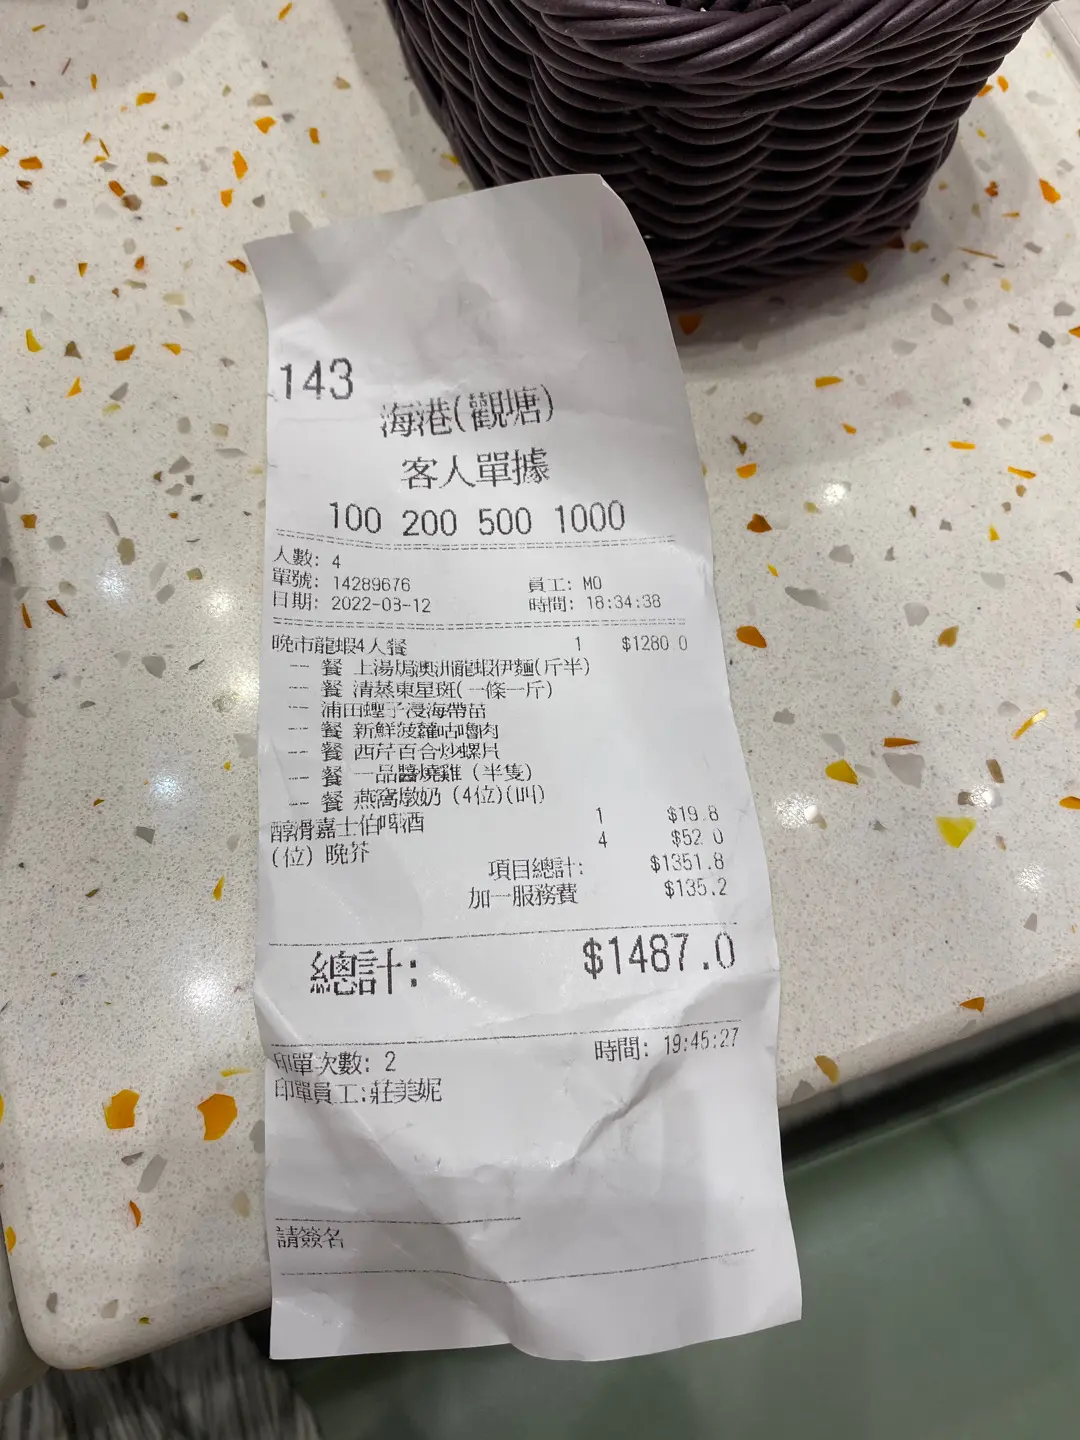 143
海港(觀塘)
客人單據
100 200 500 1000
人數: 4
單號: 14289676 員工: MO
日期: 2022-03-12 時間: 18:34:38
晚市龍蝦4人餐 1 $1280.0
-- 餐 上湯焗澳洲龍蝦伊麵(斤半)
-- 餐 清蒸東星斑(一條一斤)
-- 浦田蟶子浸海帶苗
-- 餐 新鮮菠蘿咕嚕肉
-- 餐 西芹百合炒螺片
-- 餐 一品醬燒雞 (半隻)
-- 餐 燕窩燉奶 (4位)(叫)
醇滑嘉士伯啤酒 1 $19.8
(位) 晚芥 4 $52.0
項目總計: $1351.8
加一服務費 $135.2
總計: $1487.0
印單次數: 2 時間: 19:45:27
印單員工:莊美妮
請簽名